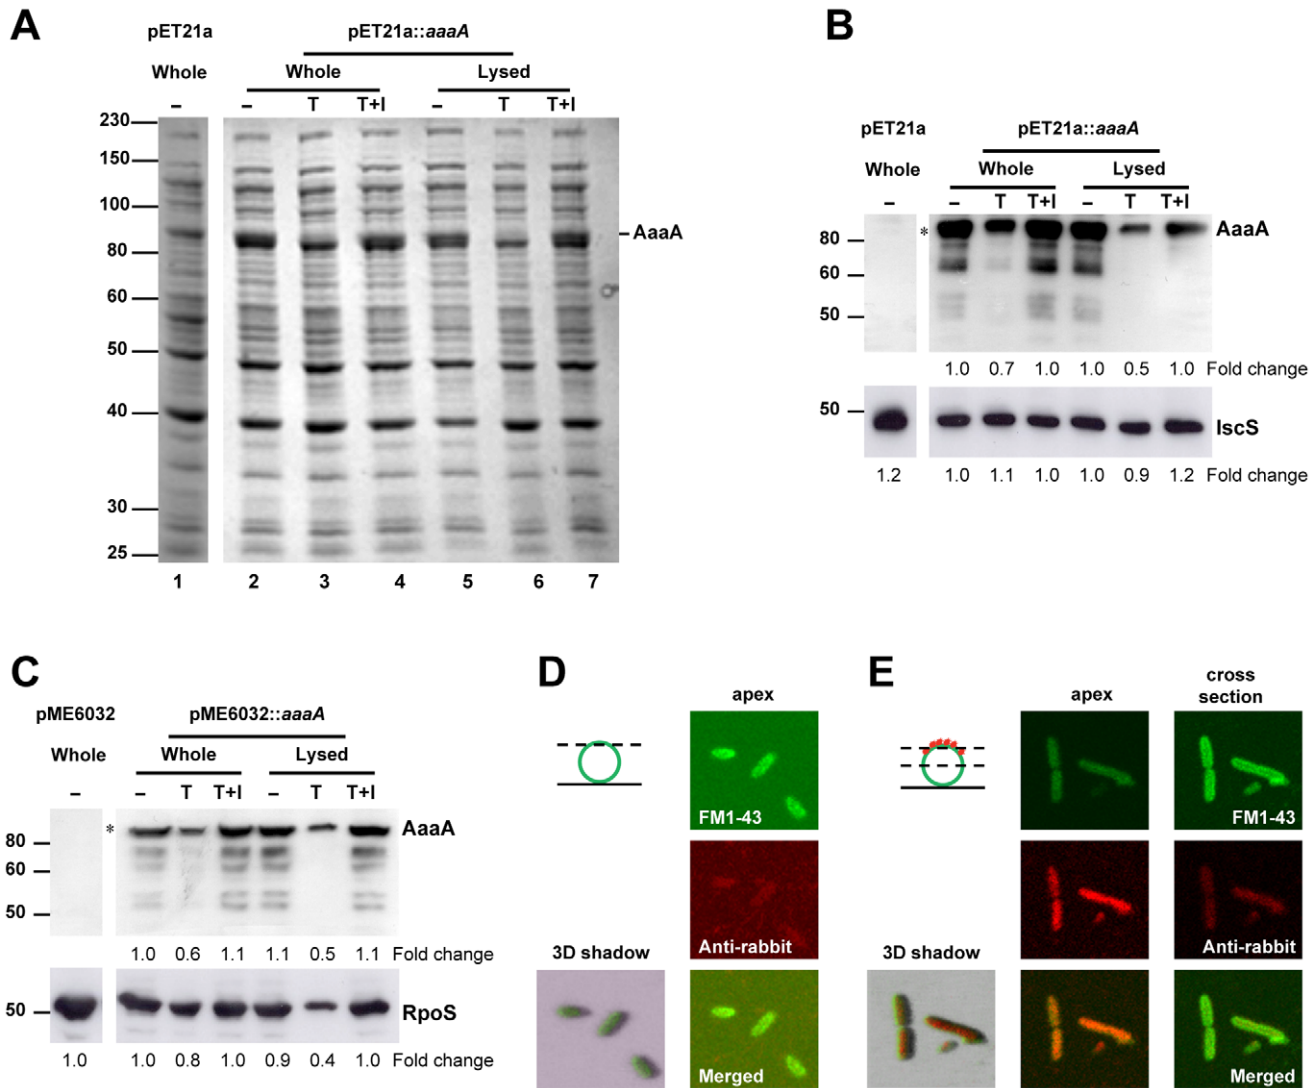 A
pET21a
pET21a::aaaA
Whole
Whole
Lysed
– – T T+I – T T+I
230
150
100
80
60
50
40
30
25
AaaA
1 2 3 4 5 6 7
B
pET21a
pET21a::aaaA
Whole
Whole
Lysed
– – T T+I – T T+I
80
60
50
*
AaaA
1.0 0.7 1.0 1.0 0.5 1.0 Fold change
50
IscS
1.2 1.0 1.1 1.0 1.0 0.9 1.2 Fold change
C
pME6032
pME6032::aaaA
Whole
Whole
Lysed
– – T T+I – T T+I
80
60
50
*
AaaA
1.0 0.6 1.1 1.1 0.5 1.1 Fold change
50
RpoS
1.0 1.0 0.8 1.0 0.9 0.4 1.0 Fold change
D
apex
FM1-43
Anti-rabbit
3D shadow
Merged
E
apex
cross
section
FM1-43
Anti-rabbit
3D shadow
Merged